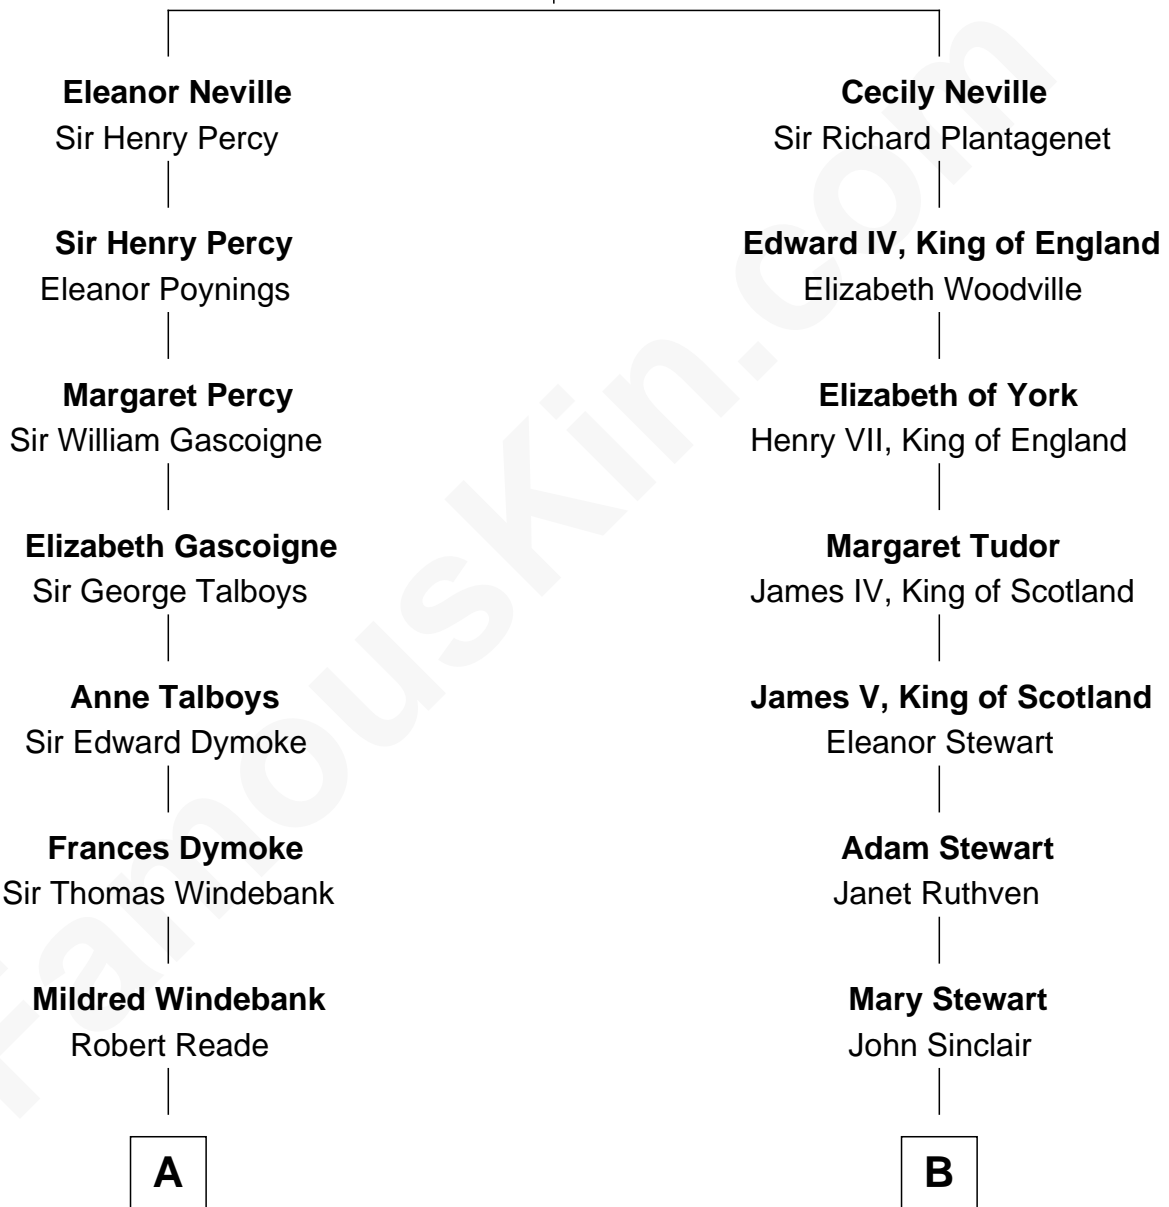 Eleanor Neville
Sir Henry Percy
Cecily Neville
Sir Richard Plantagenet
Sir Henry Percy
Eleanor Poynings
Edward IV, King of England
Elizabeth Woodville
Margaret Percy
Sir William Gascoigne
Elizabeth of York
Henry VII, King of England
Elizabeth Gascoigne
Sir George Talboys
Margaret Tudor
James IV, King of Scotland
Anne Talboys
Sir Edward Dymoke
James V, King of Scotland
Eleanor Stewart
Frances Dymoke
Sir Thomas Windebank
Adam Stewart
Janet Ruthven
Mildred Windebank
Robert Reade
Mary Stewart
John Sinclair
A
B
FamousKin.com